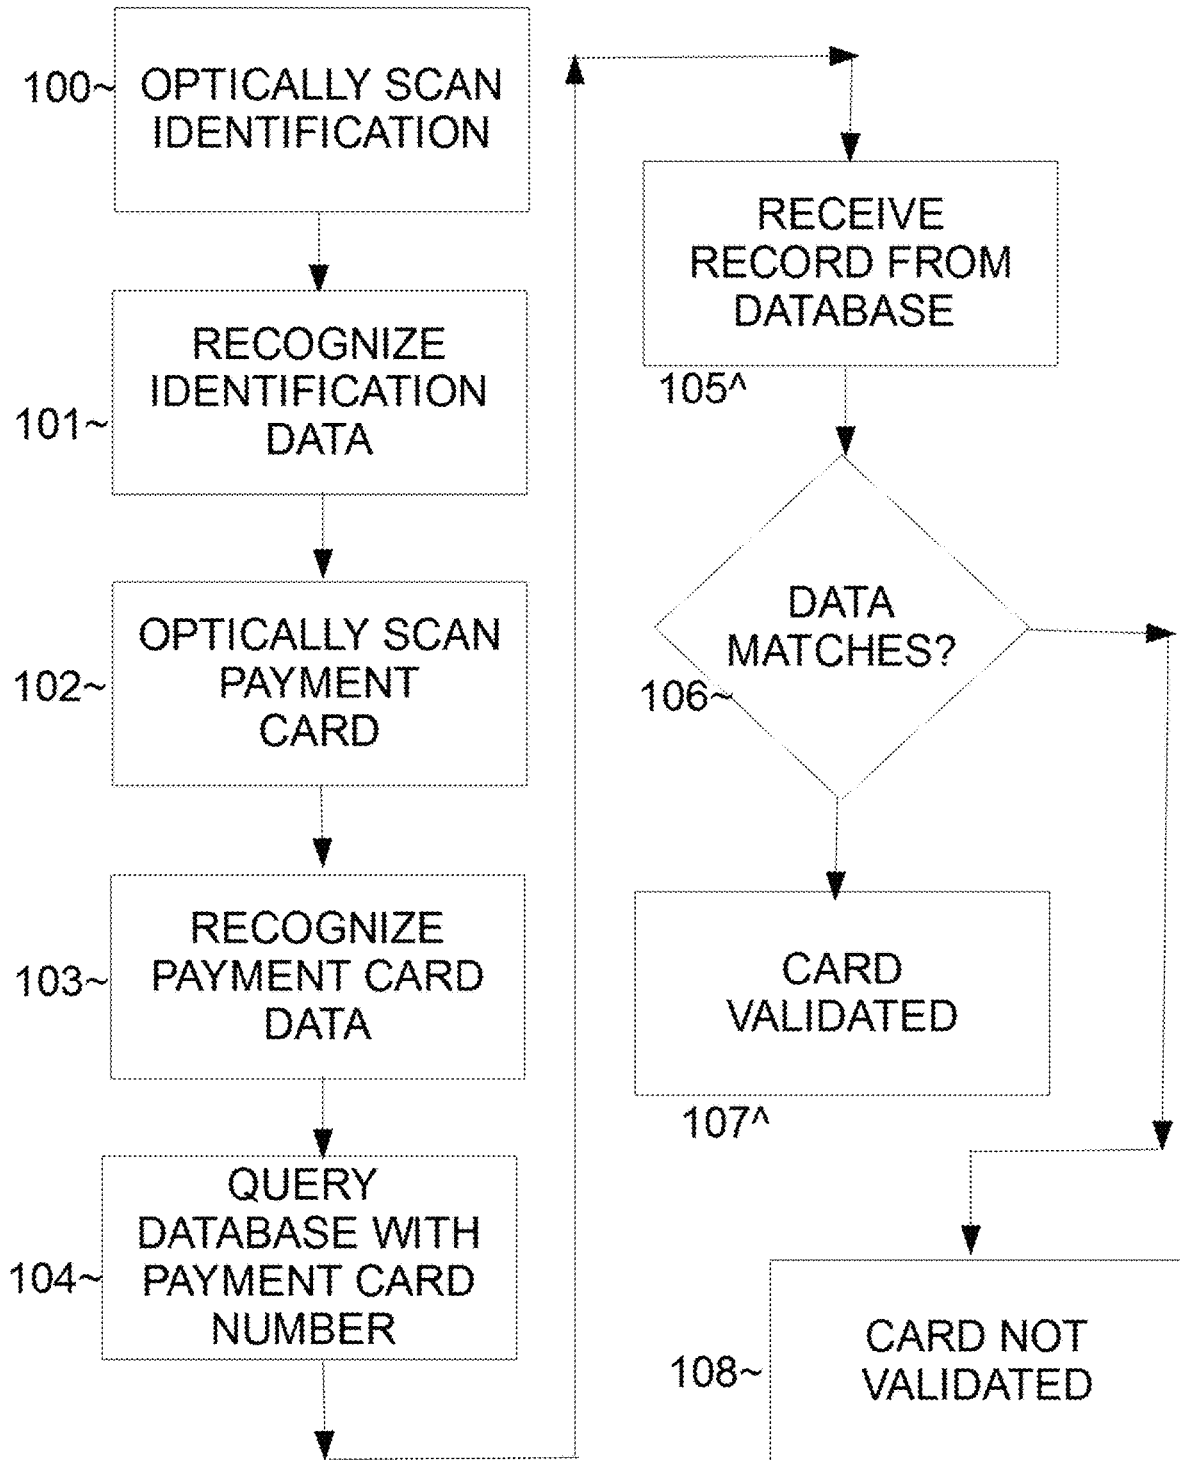 100~
OPTICALLY SCAN
IDENTIFICATION
RECOGNIZE
IDENTIFICATION
DATA
101~
OPTICALLY SCAN
PAYMENT
CARD
102~
RECOGNIZE
PAYMENT CARD
DATA
103~
QUERY
DATABASE WITH
PAYMENT CARD
NUMBER
104~
RECEIVE
RECORD FROM
DATABASE
105^
DATA
MATCHES?
106~
CARD
VALIDATED
107^
CARD NOT
VALIDATED
108~